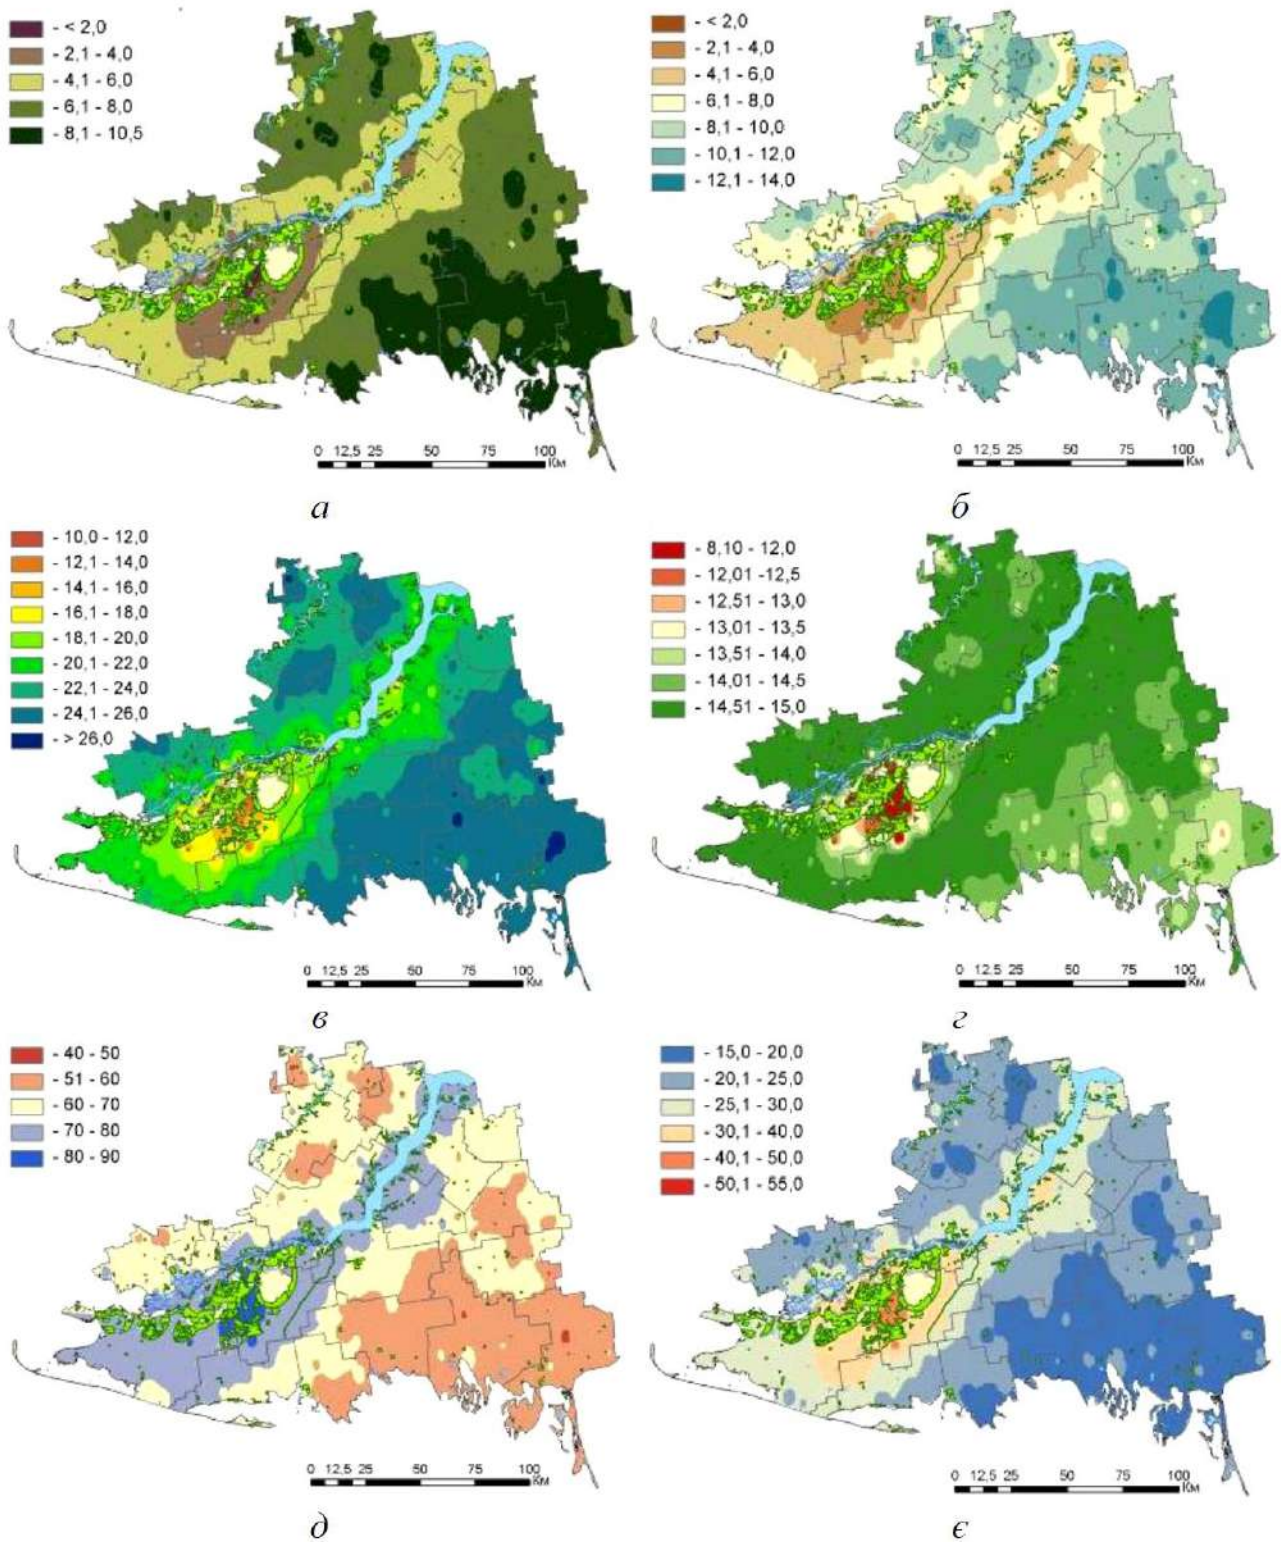 - < 2,0
- 2,1 - 4,0
- 4,1 - 6,0
- 6,1 - 8,0
- 8,1 - 10,5
0 12,5 25 50 75 100
Км
а
- < 2,0
- 2,1 - 4,0
- 4,1 - 6,0
- 6,1 - 8,0
- 8,1 - 10,0
- 10,1 - 12,0
- 12,1 - 14,0
0 12,5 25 50 75 100
Км
б
- 10,0 - 12,0
- 12,1 - 14,0
- 14,1 - 16,0
- 16,1 - 18,0
- 18,1 - 20,0
- 20,1 - 22,0
- 22,1 - 24,0
- 24,1 - 26,0
- > 26,0
0 12,5 25 50 75 100
Км
в
- 8,10 - 12,0
- 12,01 -12,5
- 12,51 - 13,0
- 13,01 - 13,5
- 13,51 - 14,0
- 14,01 - 14,5
- 14,51 - 15,0
0 12,5 25 50 75 100
Км
г
- 40 - 50
- 51 - 60
- 60 - 70
- 70 - 80
- 80 - 90
0 12,5 25 50 75 100
Км
д
- 15,0 - 20,0
- 20,1 - 25,0
- 25,1 - 30,0
- 30,1 - 40,0
- 40,1 - 50,0
- 50,1 - 55,0
0 12,5 25 50 75 100
Км
є